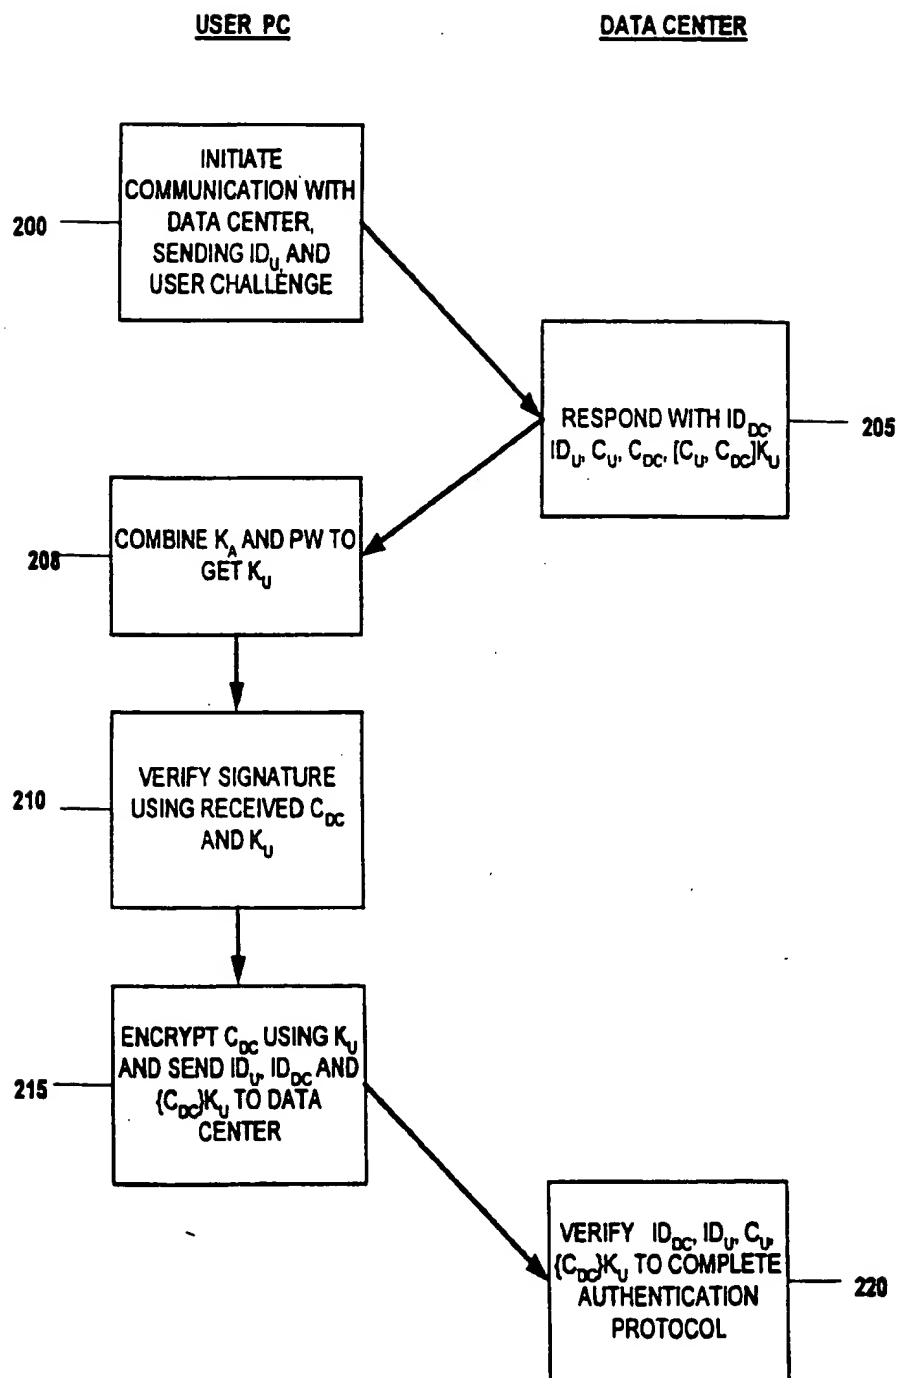 USER PC
DATA CENTER
INITIATE
COMMUNICATION WITH
DATA CENTER,
SENDING ID_U, AND
USER CHALLENGE
200
RESPOND WITH ID_DC,
ID_U, C_U, C_DC, [C_U, C_DC]K_U
205
COMBINE K_A AND PW TO
GET K_U
208
VERIFY SIGNATURE
USING RECEIVED C_DC
AND K_U
210
ENCRYPT C_DC USING K_U
AND SEND ID_U, ID_DC AND
{C_DC}K_U TO DATA
CENTER
215
VERIFY ID_DC, ID_U, C_U,
{C_DC}K_U TO COMPLETE
AUTHENTICATION
PROTOCOL
220